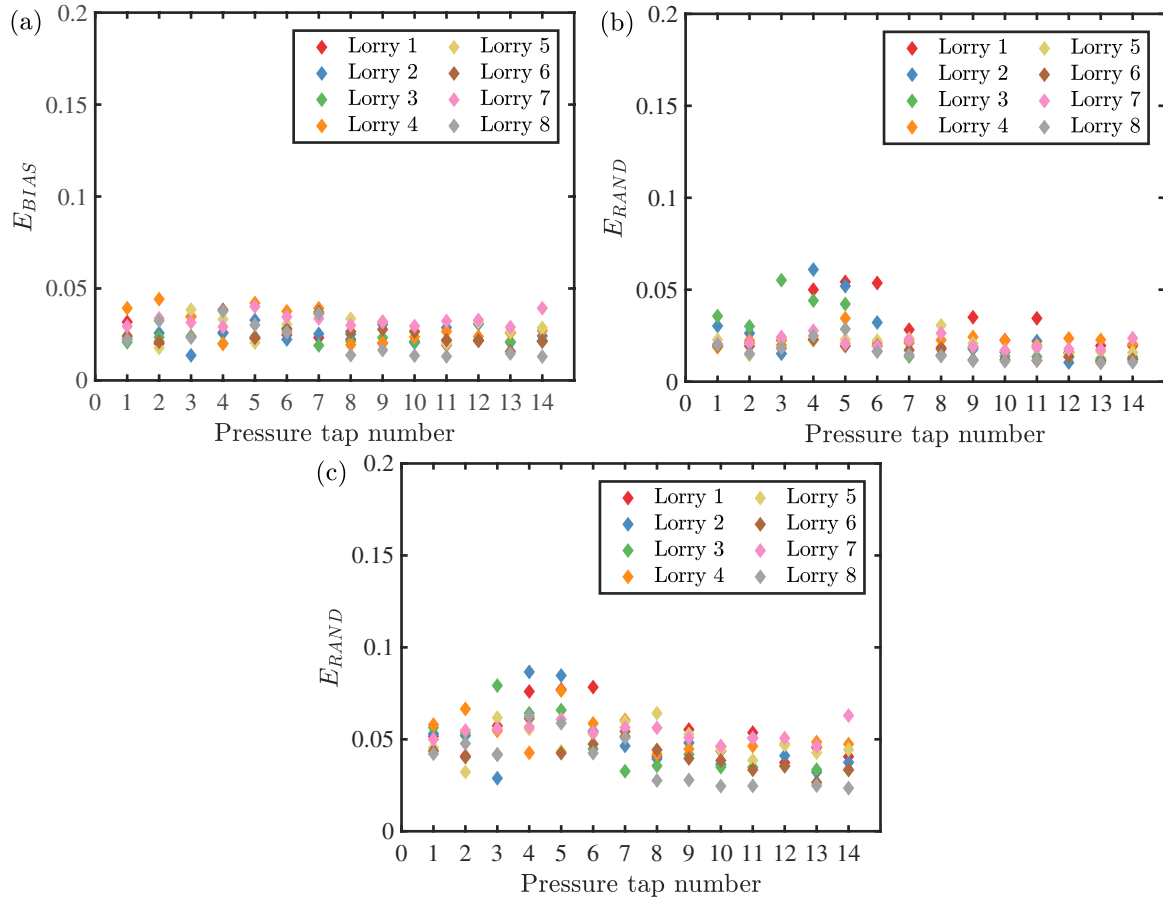 (a)
0.2
0.15
0.1
0.05
0
E_BIAS
Lorry 1 Lorry 5
Lorry 2 Lorry 6
Lorry 3 Lorry 7
Lorry 4 Lorry 8
0 1 2 3 4 5 6 7 8 9 10 11 12 13 14
Pressure tap number
(b)
0.2
0.15
0.1
0.05
0
E_RAND
Lorry 1 Lorry 5
Lorry 2 Lorry 6
Lorry 3 Lorry 7
Lorry 4 Lorry 8
0 1 2 3 4 5 6 7 8 9 10 11 12 13 14
Pressure tap number
(c)
0.2
0.15
0.1
0.05
0
E_RAND
Lorry 1 Lorry 5
Lorry 2 Lorry 6
Lorry 3 Lorry 7
Lorry 4 Lorry 8
0 1 2 3 4 5 6 7 8 9 10 11 12 13 14
Pressure tap number